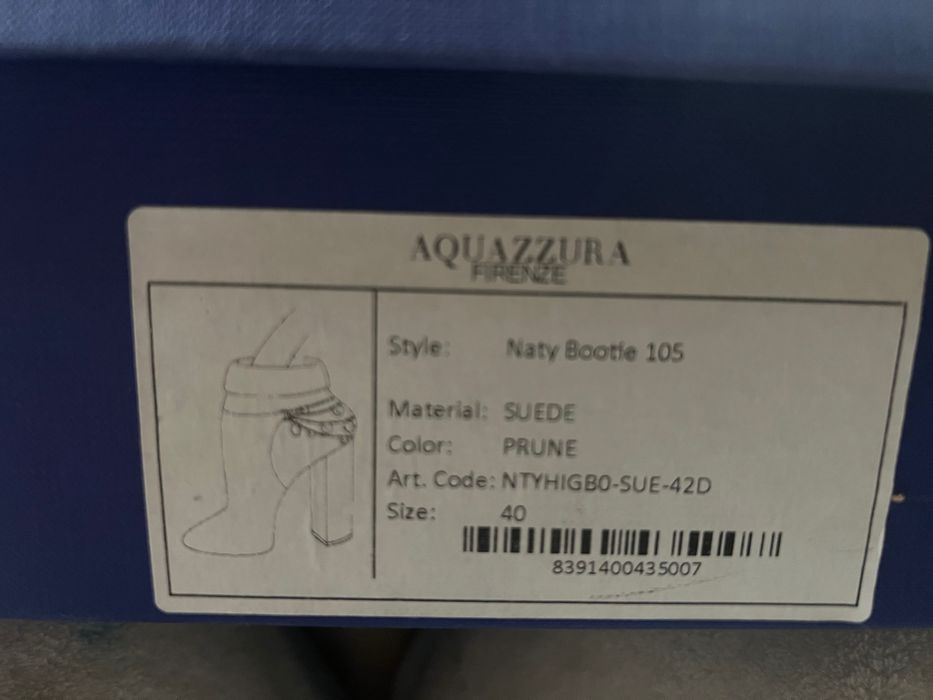 AQUAZZURA
FIRENZE
Style: Naty Bootie 105
Material: SUEDE
Color: PRUNE
Art. Code: NTYHIGB0-SUE-42D
Size: 40
8391400435007